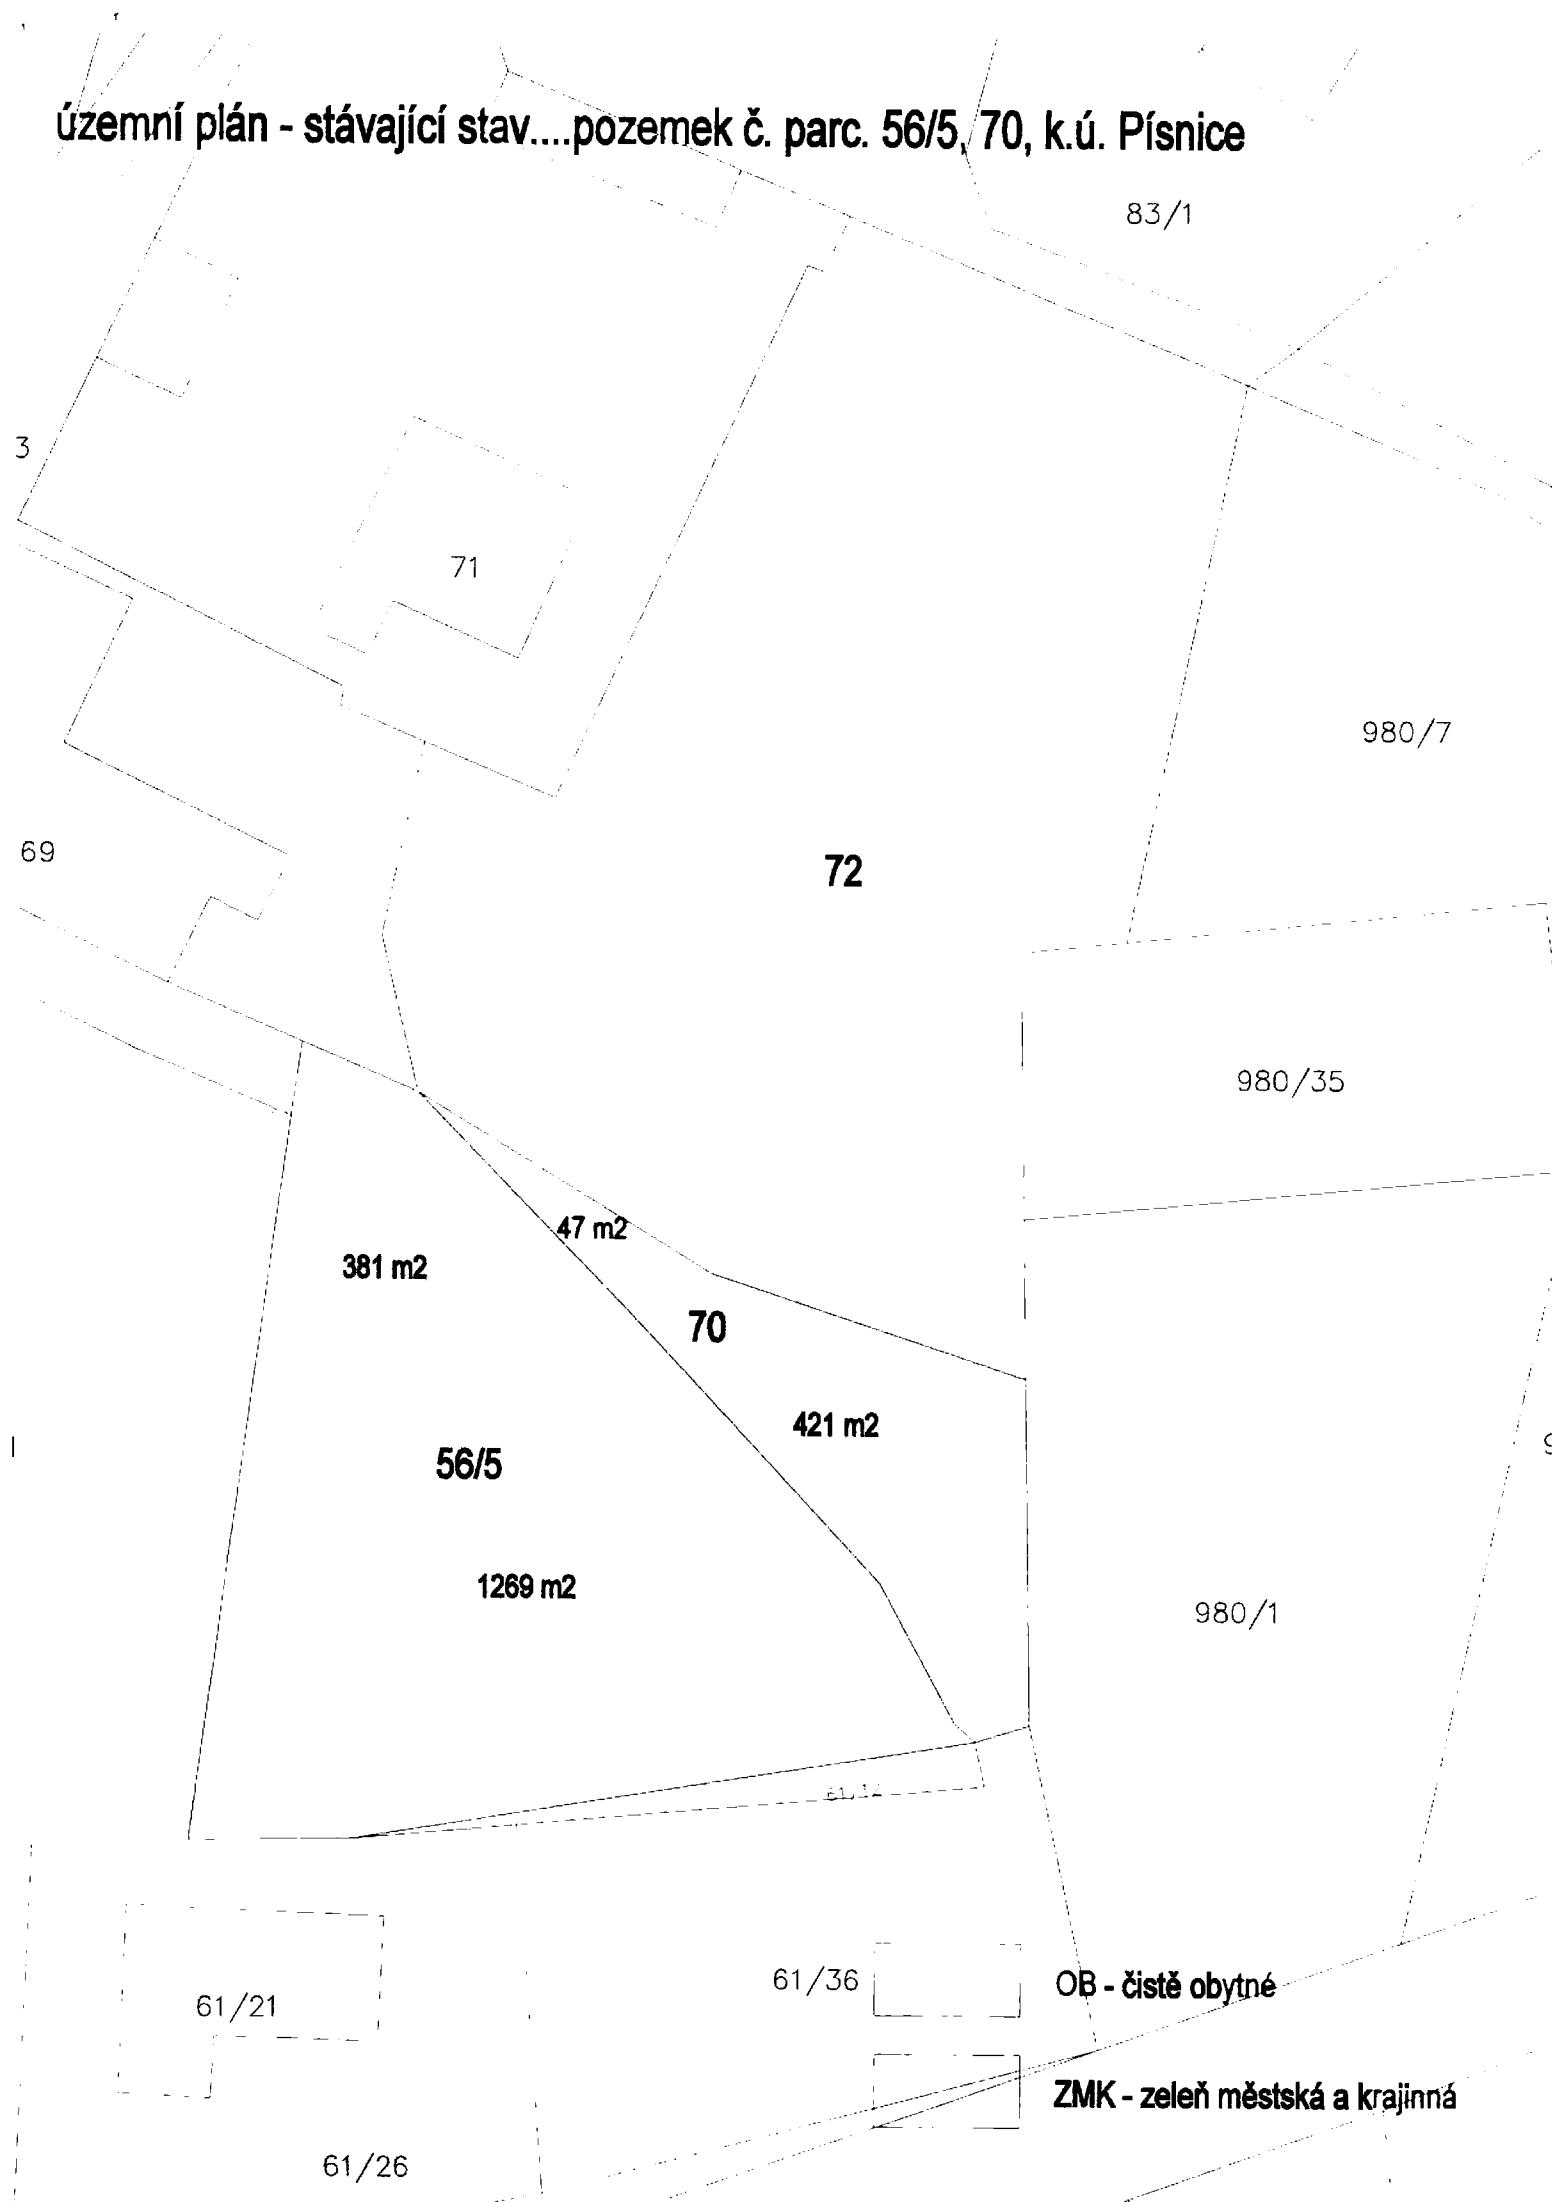 územní plán - stávající stav....pozemek č. parc. 56/5, 70, k.ú. Písnice
83/1
3
71
980/7
69
72
980/35
47 m2
381 m2
70
421 m2
56/5
1269 m2
980/1
61/36
OB - čistě obytné
61/21
ZMK - zeleň městská a krajinná
61/26